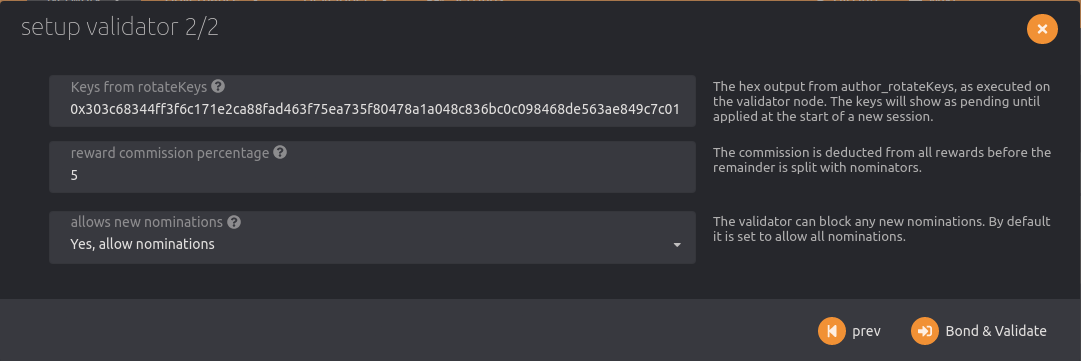 setup validator 2/2
Keys from rotateKeys
0x303c68344ff3f6c171e2ca88fad463f75ea735f80478a1a048c836bc0c098468de563ae849c7c01
The hex output from author_rotateKeys, as executed on
the validator node. The keys will show as pending until
applied at the start of a new session.
reward commission percentage
5
The commission is deducted from all rewards before the
remainder is split with nominators.
allows new nominations
Yes, allow nominations
The validator can block any new nominations. By default
it is set to allow all nominations.
prev
Bond & Validate